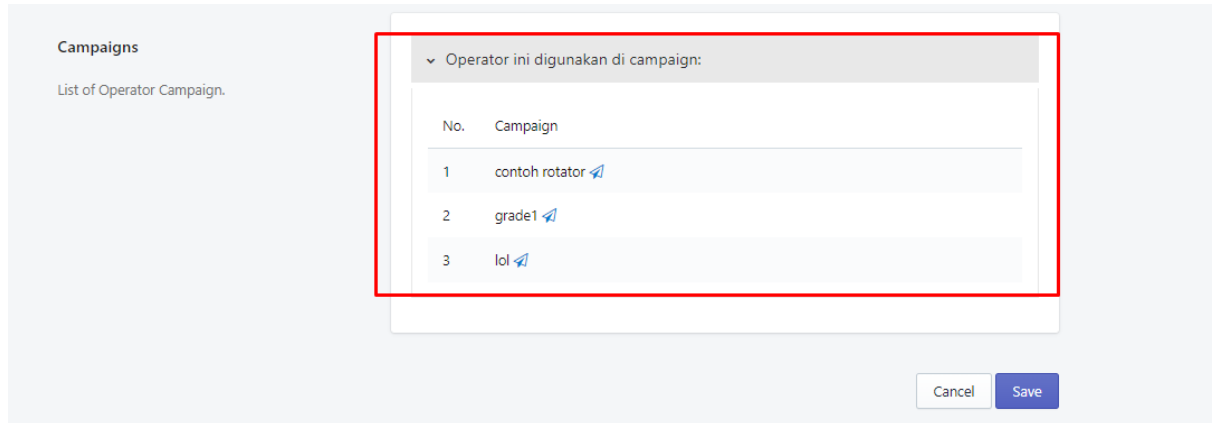 Campaigns
List of Operator Campaign.
Operator ini digunakan di campaign:
No. Campaign
1 contoh rotator
2 grade1
3 lol
Cancel Save